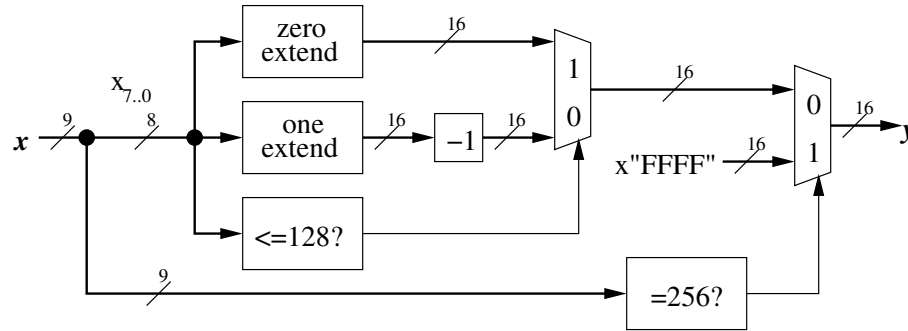 zero
extend
16
1
0
16
0
1
16
y
x
9
x7..0
8
one
extend
16
−1
16
x"FFFF"
16
<=128?
9
=256?